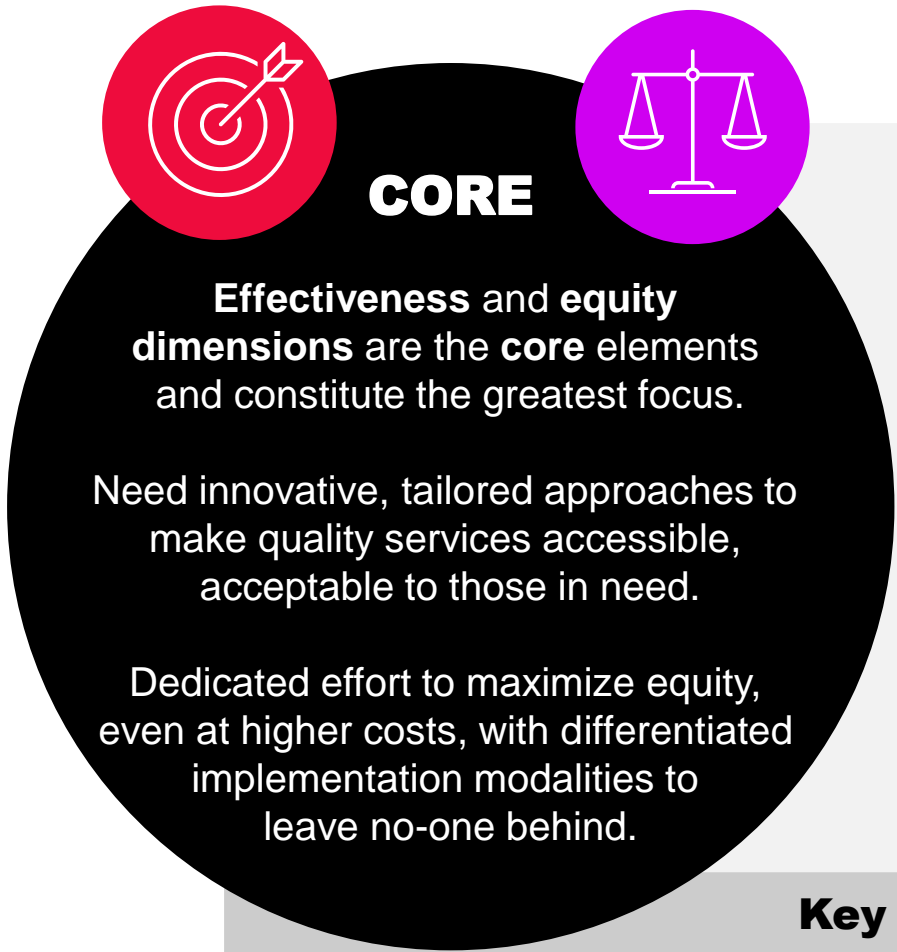 CORE
Effectiveness and equity
dimensions are the core elements
and constitute the greatest focus.
Need innovative, tailored approaches to
make quality services accessible,
acceptable to those in need.
Dedicated effort to maximize equity,
even at higher costs, with differentiated
implementation modalities to
leave no-one behind.
Key